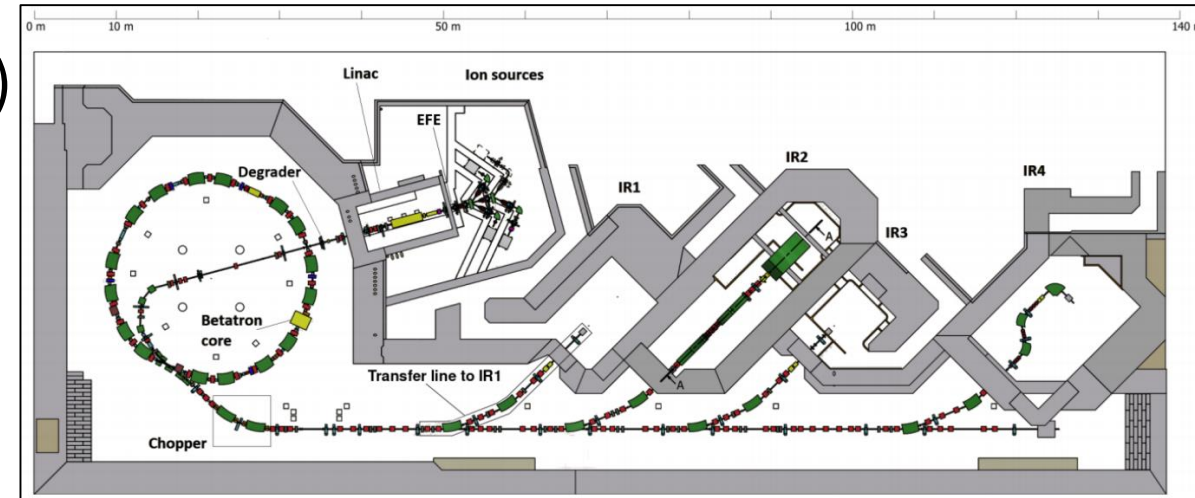 )
0 m 10 m 50 m 100 m 140 m
Linac
Ion sources
EFE
Degrader
IR1
IR2
IR4
A
IR3
Betatron
core
Transfer line to IR1
A
Chopper